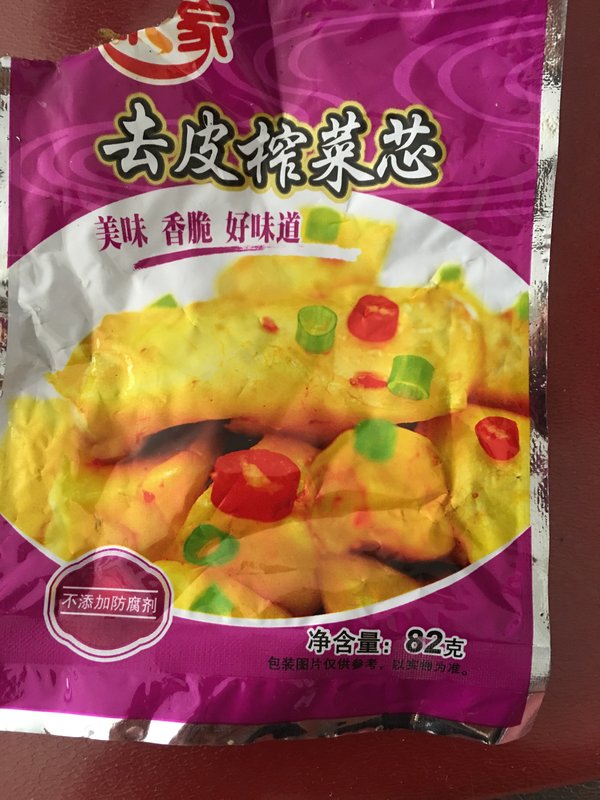 家
去皮榨菜芯
美味 香脆 好味道
不添加防腐剂
净含量：82克
包装图片仅供参考，以实物为准。